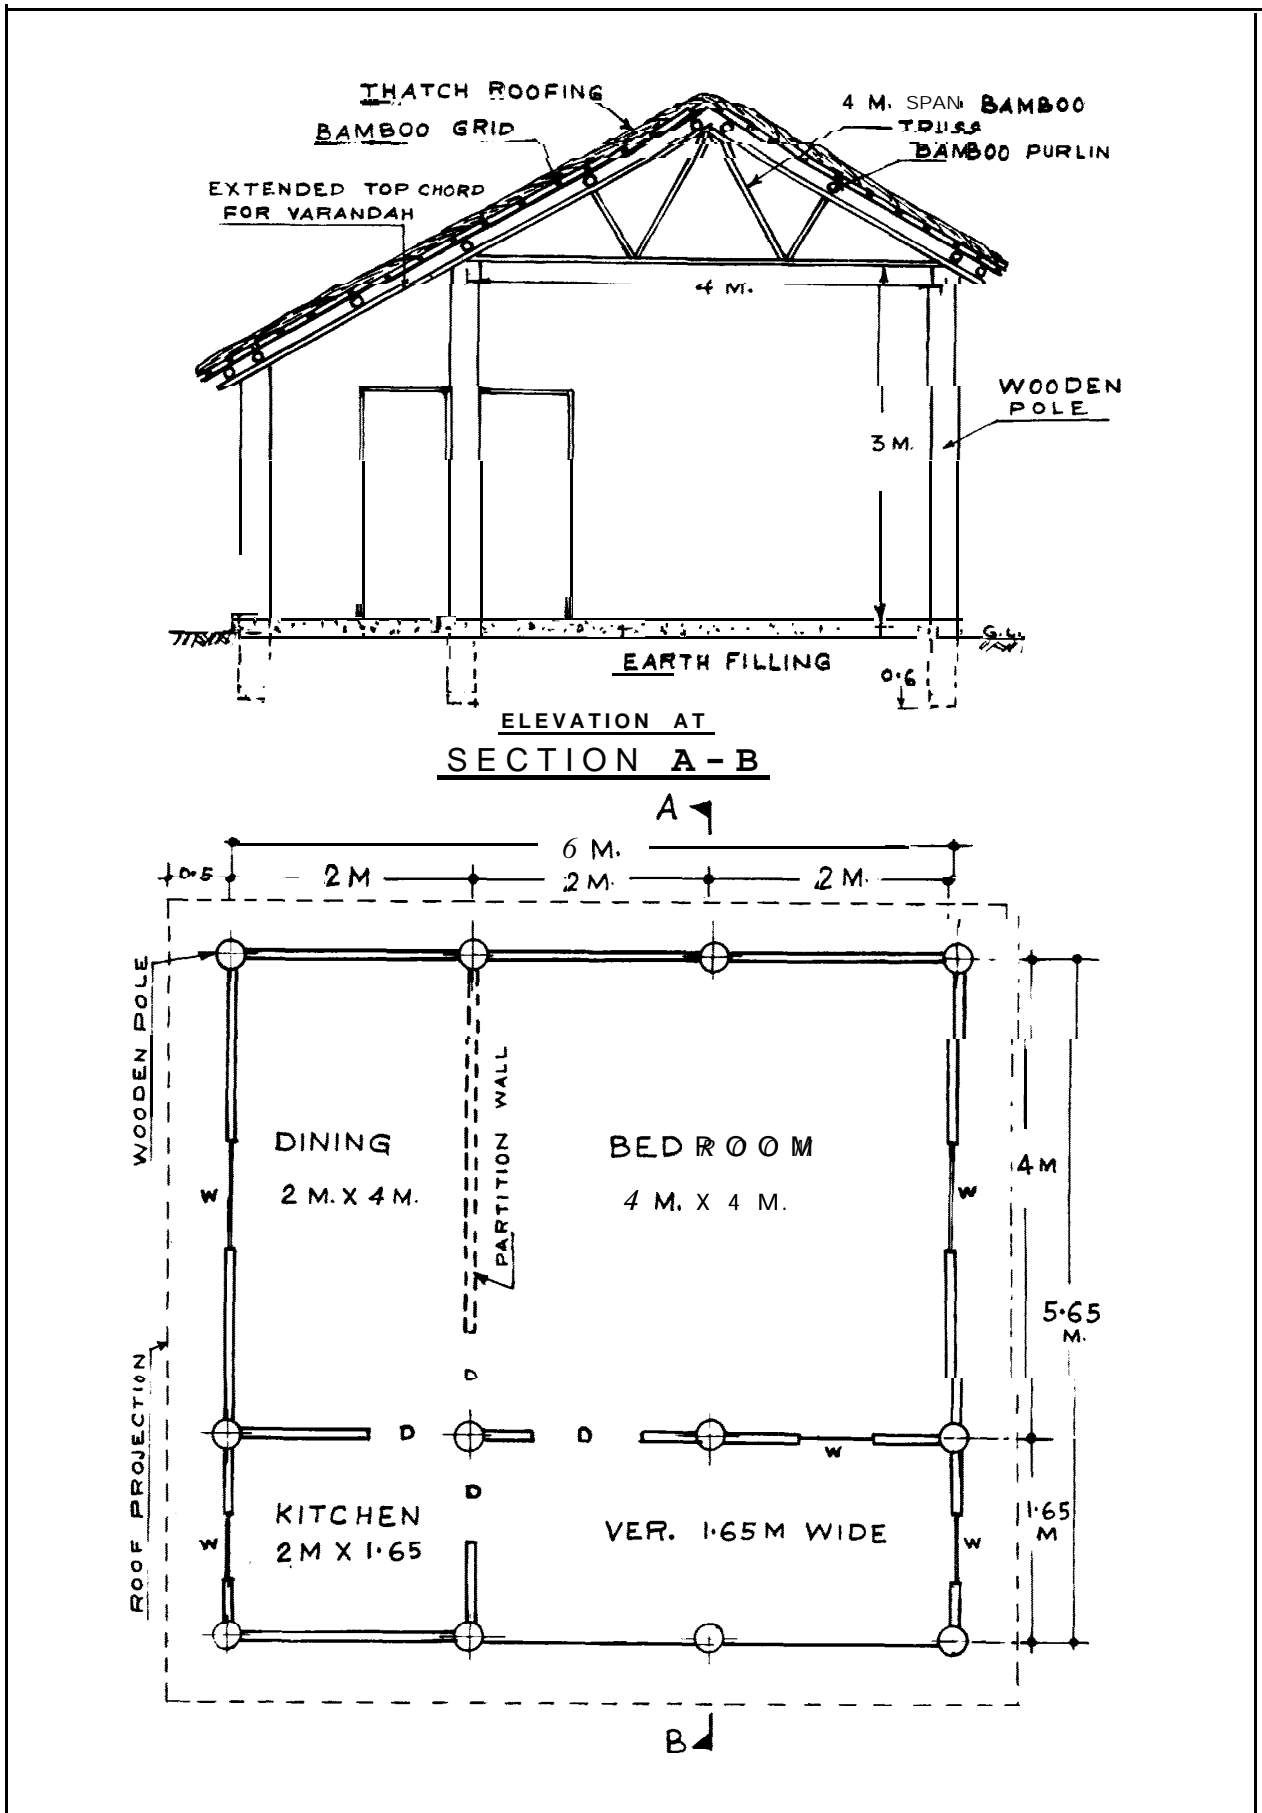 THATCH ROOFING
BAMBOO GRID
EXTENDED TOP CHORD
FOR VARANDAH
4 M. SPAN BAMBOO
BAMBOO PURLIN
4 M.
WOODEN
POLE
3 M.
G.L.
EARTH FILLING
0.6
ELEVATION AT
SECTION A-B
A
6 M.
0.5
2 M
2 M.
2 M.
WOODEN POLE
DINING
2 M. X 4 M.
PARTITION WALL
BEDROOM
4 M. X 4 M.
4 M
W
W
5.65
M.
ROOF PROJECTION
D
D
D
W
D
KITCHEN
2 M X 1.65
VER. 1.65 M WIDE
1.65
M
W
W
B